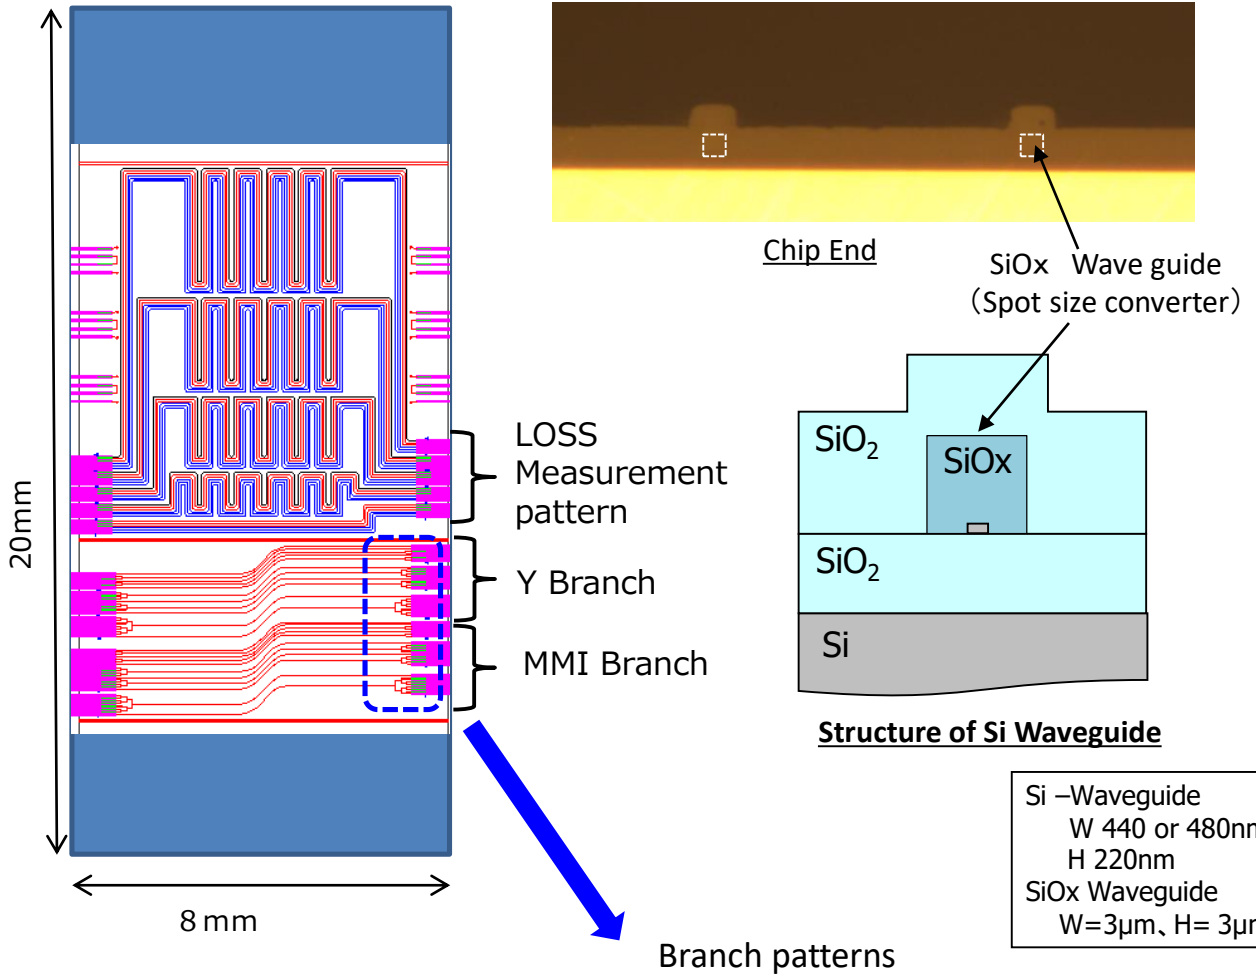 20mm
8 mm
LOSS
Measurement
pattern
Y Branch
MMI Branch
Branch patterns
Chip End
SiOx Wave guide
（Spot size converter）
SiO2
SiOx
SiO2
Si
Structure of Si Waveguide
Si –Waveguide
W 440 or 480nm
H 220nm
SiOx Waveguide
W=3μm、H= 3μm